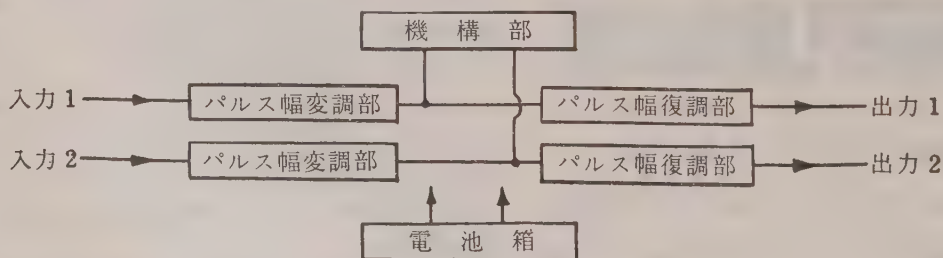 機構部
入力1 パルス幅変調部 パルス幅復調部 出力1
入力2 パルス幅変調部 パルス幅復調部 出力2
電池箱